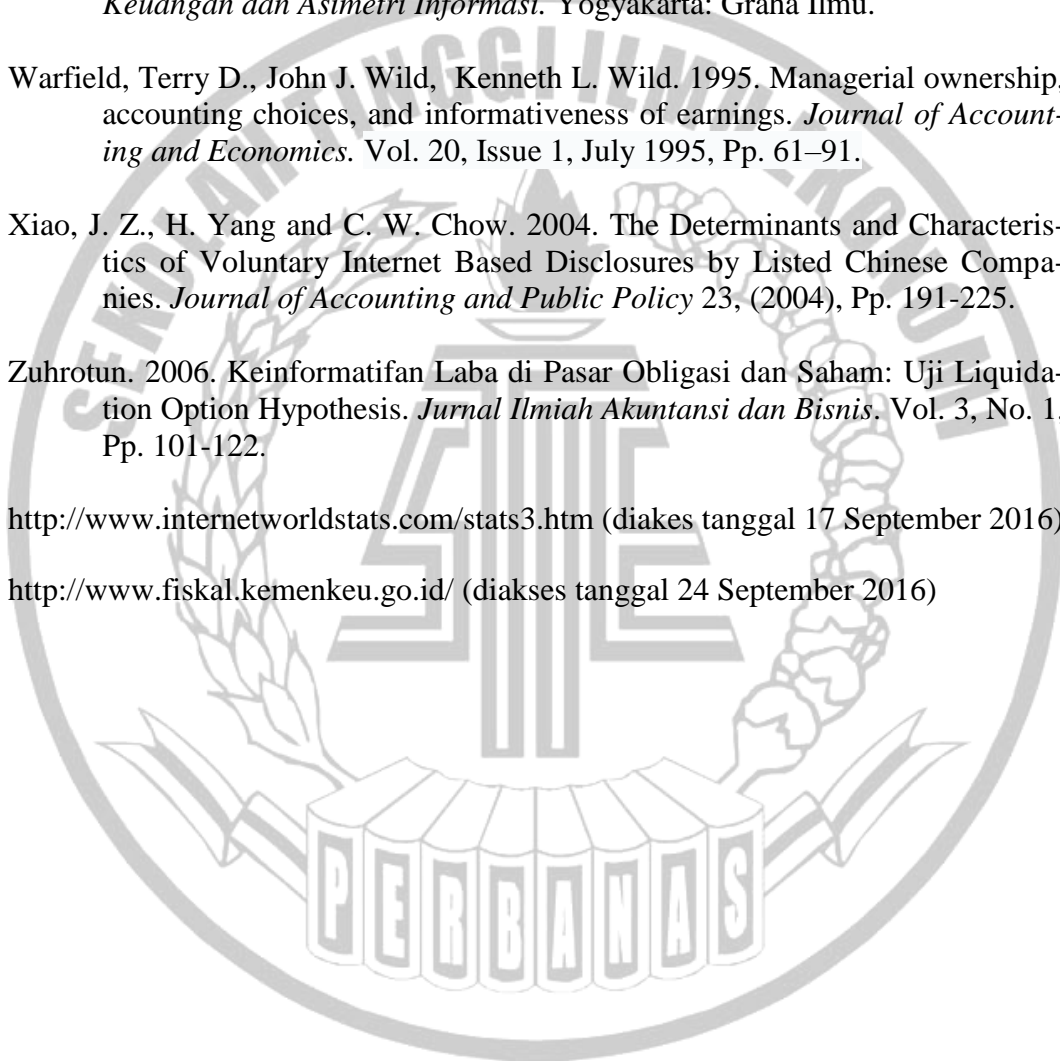 Keuangan dan Asimetri Informasi. Yogyakarta: Graha Ilmu.
Warfield, Terry D., John J. Wild, Kenneth L. Wild. 1995. Managerial ownership,
accounting choices, and informativeness of earnings. Journal of Account-
ing and Economics. Vol. 20, Issue 1, July 1995, Pp. 61–91.
Xiao, J. Z., H. Yang and C. W. Chow. 2004. The Determinants and Characteris-
tics of Voluntary Internet Based Disclosures by Listed Chinese Compa-
nies. Journal of Accounting and Public Policy 23, (2004), Pp. 191-225.
Zuhrotun. 2006. Keinformatifan Laba di Pasar Obligasi dan Saham: Uji Liquida-
tion Option Hypothesis. Jurnal Ilmiah Akuntansi dan Bisnis. Vol. 3, No. 1,
Pp. 101-122.
http://www.internetworldstats.com/stats3.htm (diakes tanggal 17 September 2016)
http://www.fiskal.kemenkeu.go.id/ (diakses tanggal 24 September 2016)
SEKOLAH TINGGI ILMU EKONOMI
PERBANAS